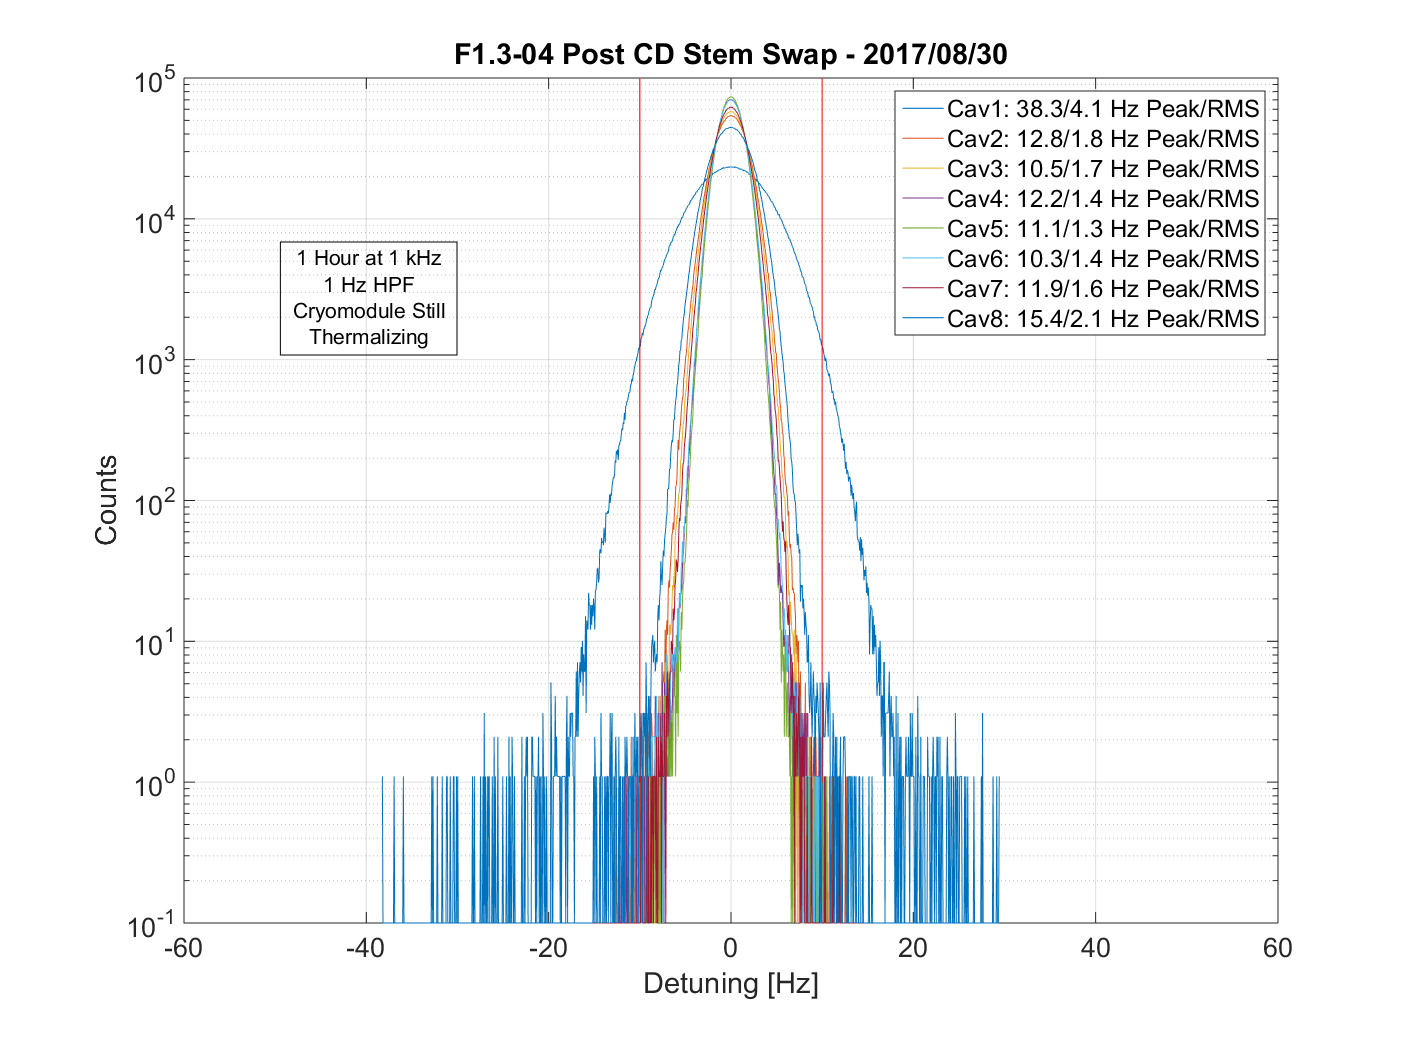 F1.3-04 Post CD Stem Swap - 2017/08/30
10^5
10^4
10^3
10^2
10^1
10^0
10^-1
Counts
1 Hour at 1 kHz
1 Hz HPF
Cryomodule Still
Thermalizing
Cav1: 38.3/4.1 Hz Peak/RMS
Cav2: 12.8/1.8 Hz Peak/RMS
Cav3: 10.5/1.7 Hz Peak/RMS
Cav4: 12.2/1.4 Hz Peak/RMS
Cav5: 11.1/1.3 Hz Peak/RMS
Cav6: 10.3/1.4 Hz Peak/RMS
Cav7: 11.9/1.6 Hz Peak/RMS
Cav8: 15.4/2.1 Hz Peak/RMS
-60 -40 -20 0 20 40 60
Detuning [Hz]